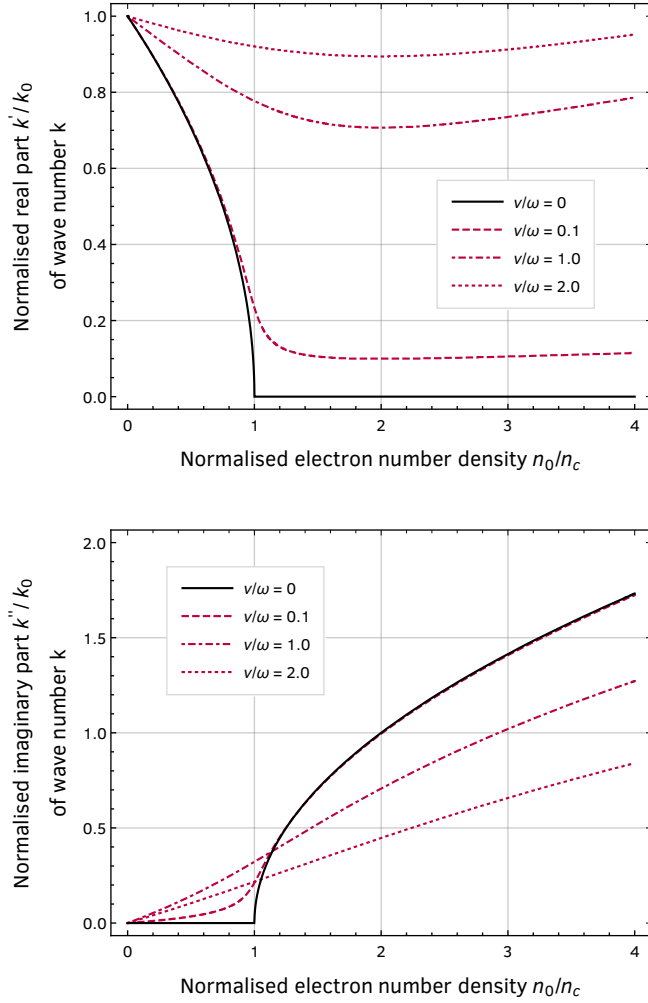 1.0
0.8
0.6
0.4
0.2
0.0
Normalised real part k'/k0
of wave number k
ν/ω = 0
ν/ω = 0.1
ν/ω = 1.0
ν/ω = 2.0
0 1 2 3 4
Normalised electron number density n0/nc
2.0
1.5
1.0
0.5
0.0
Normalised imaginary part k''/k0
of wave number k
ν/ω = 0
ν/ω = 0.1
ν/ω = 1.0
ν/ω = 2.0
0 1 2 3 4
Normalised electron number density n0/nc